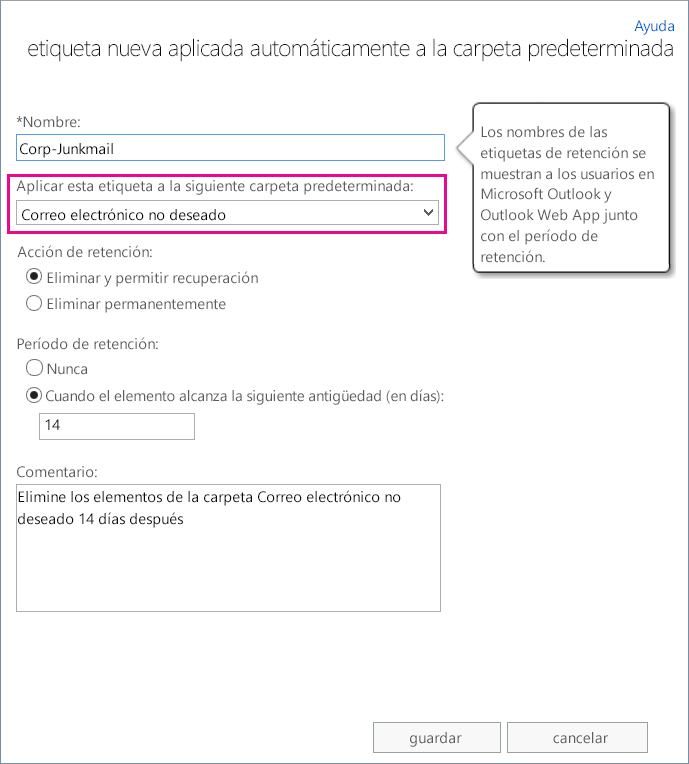 Ayuda
etiqueta nueva aplicada automáticamente a la carpeta predeterminada
*Nombre:
Corp-Junkmail
Aplicar esta etiqueta a la siguiente carpeta predeterminada:
Correo electrónico no deseado
Los nombres de las
etiquetas de retención se
muestran a los usuarios en
Microsoft Outlook y
Outlook Web App junto
con el período de
retención.
Acción de retención:
Eliminar y permitir recuperación
Eliminar permanentemente
Período de retención:
Nunca
Cuando el elemento alcanza la siguiente antigüedad (en días):
14
Comentario:
Elimine los elementos de la carpeta Correo electrónico no
deseado 14 días después
guardar
cancelar